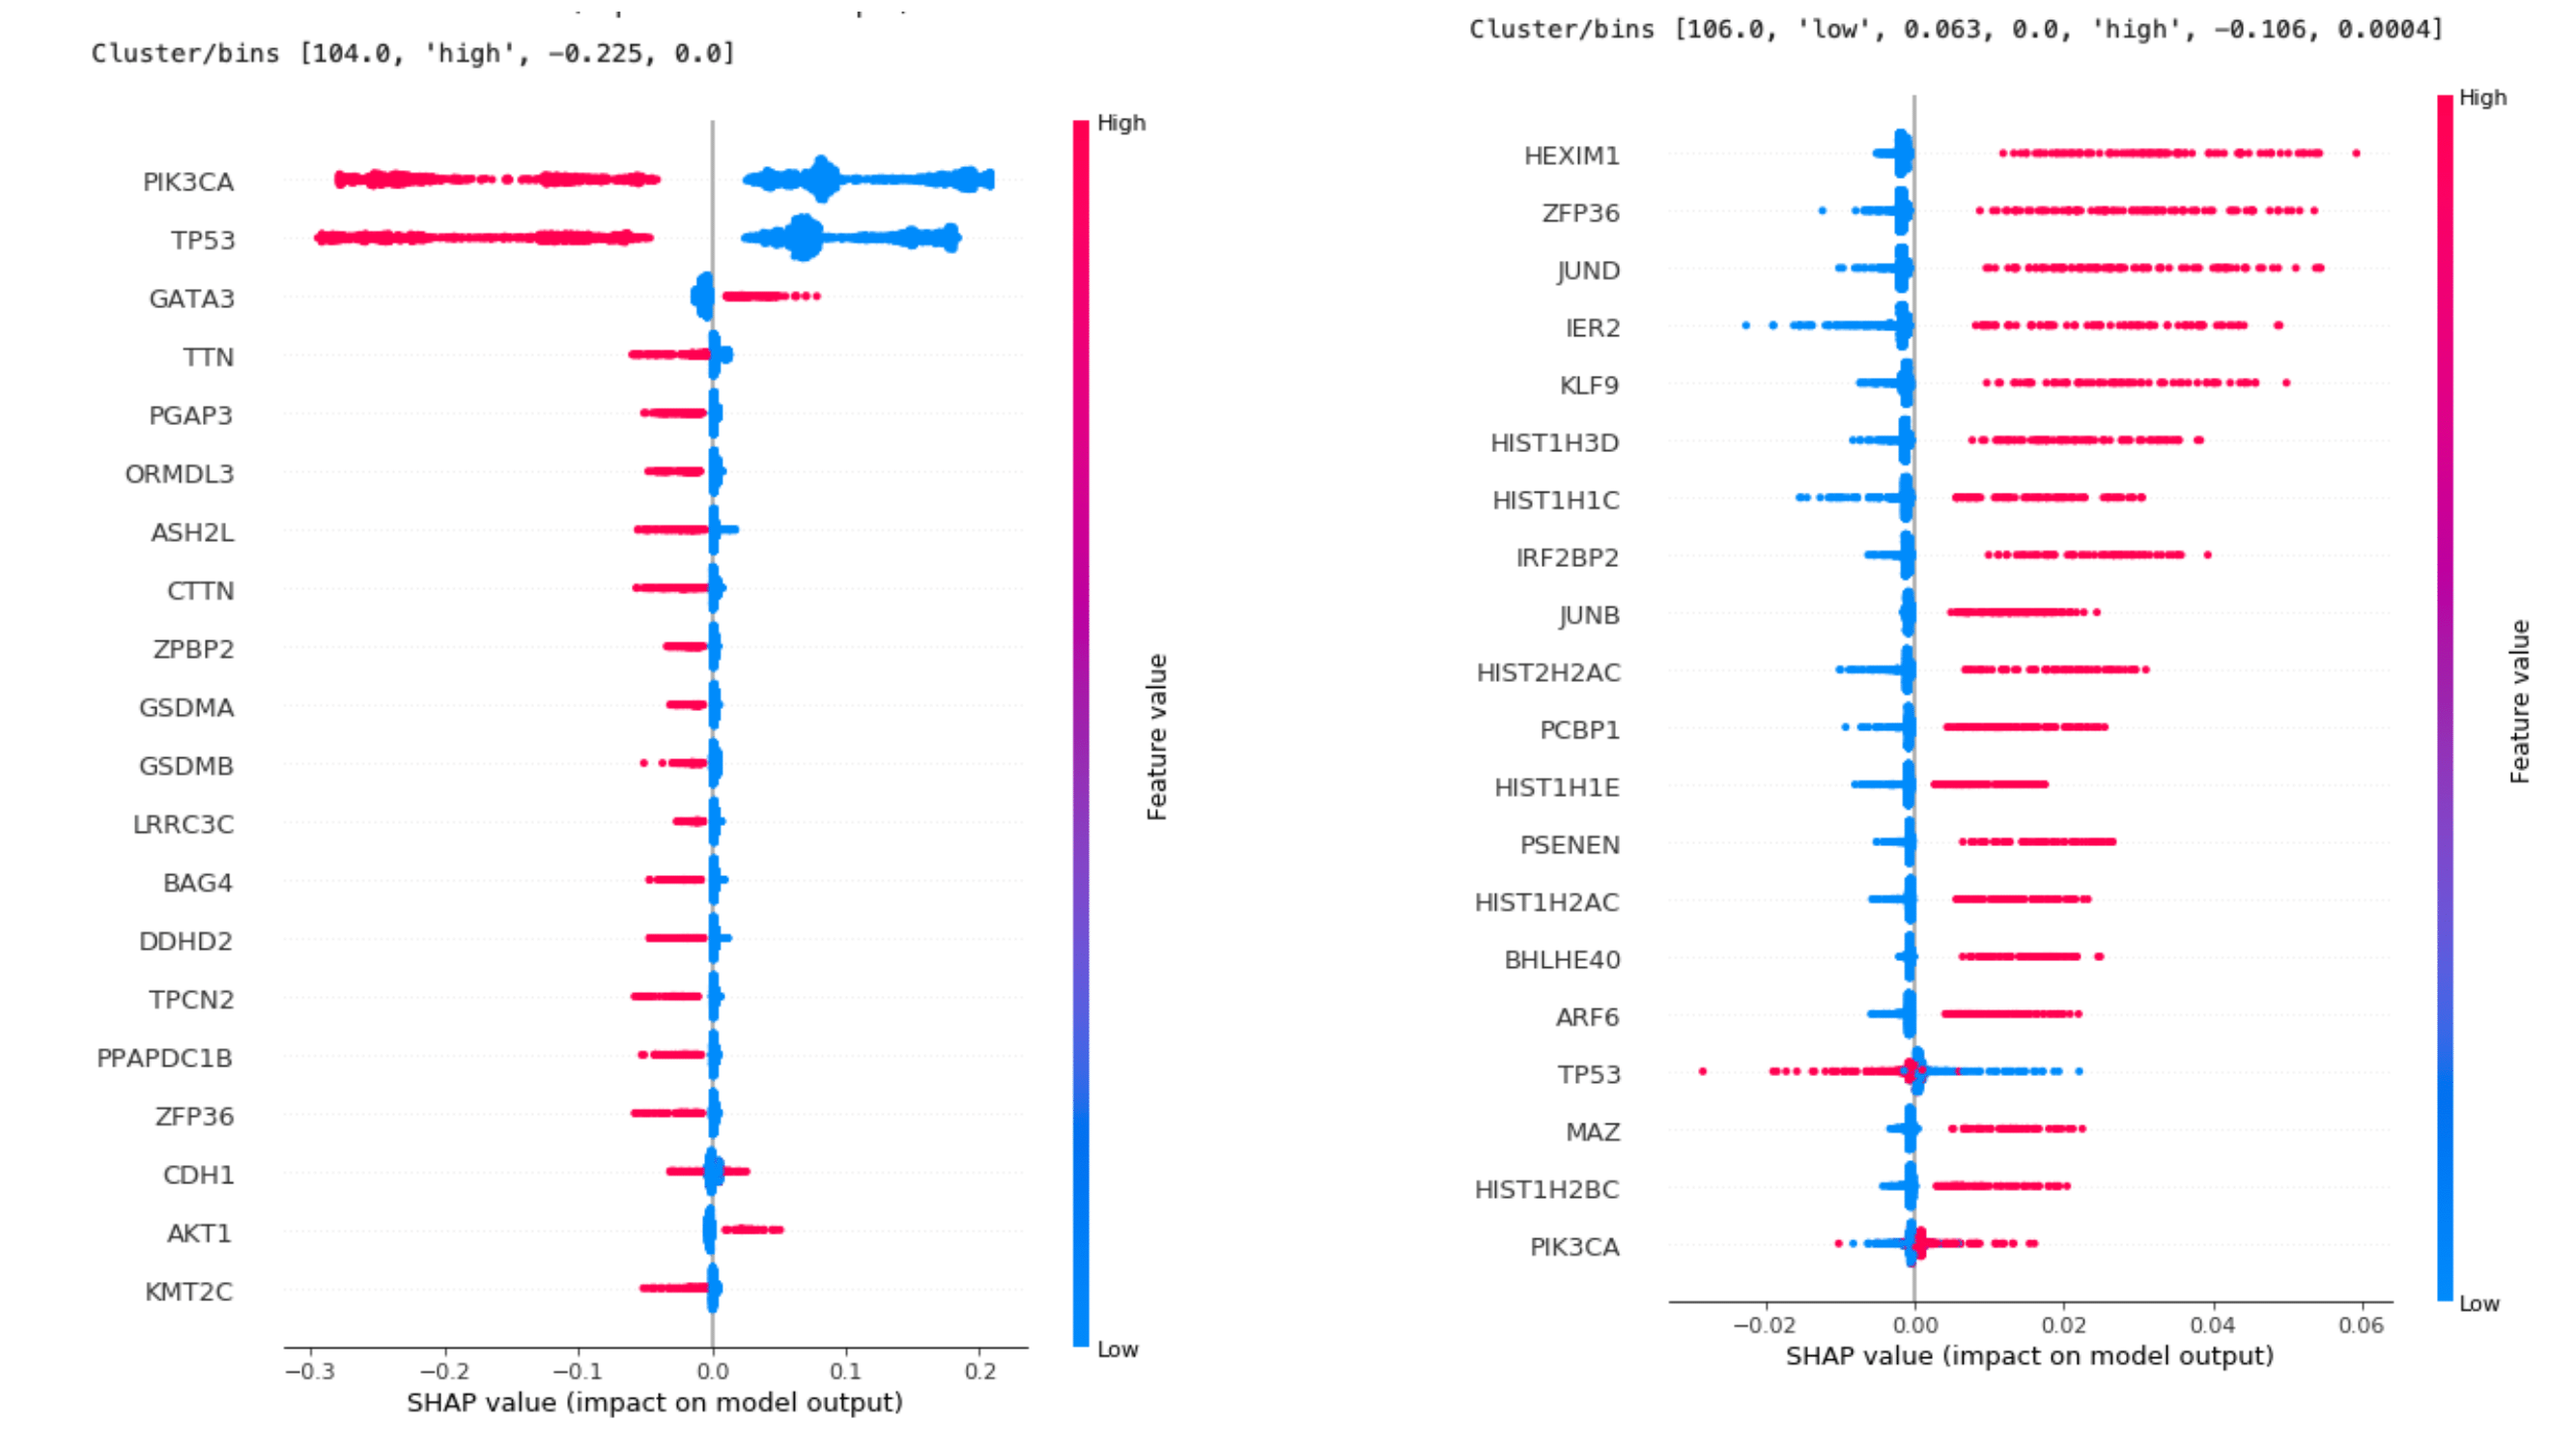 Cluster/bins [104.0, 'high', −0.225, 0.0]
High
PIK3CA
TP53
GATA3
TTN
PGAP3
ORMDL3
ASH2L
CTTN
ZPBP2
GSDMA
GSDMB
LRRC3C
BAG4
DDHD2
TPCN2
PPAPDC1B
ZFP36
CDH1
AKT1
KMT2C
Low
Feature value
−0.3 −0.2 −0.1 0.0 0.1 0.2
SHAP value (impact on model output)
Cluster/bins [106.0, 'low', 0.063, 0.0, 'high', −0.106, 0.0004]
High
HEXIM1
ZFP36
JUND
IER2
KLF9
HIST1H3D
HIST1H1C
IRF2BP2
JUNB
HIST2H2AC
PCBP1
HIST1H1E
PSENEN
HIST1H2AC
BHLHE40
ARF6
TP53
MAZ
HIST1H2BC
PIK3CA
Low
Feature value
−0.02 0.00 0.02 0.04 0.06
SHAP value (impact on model output)